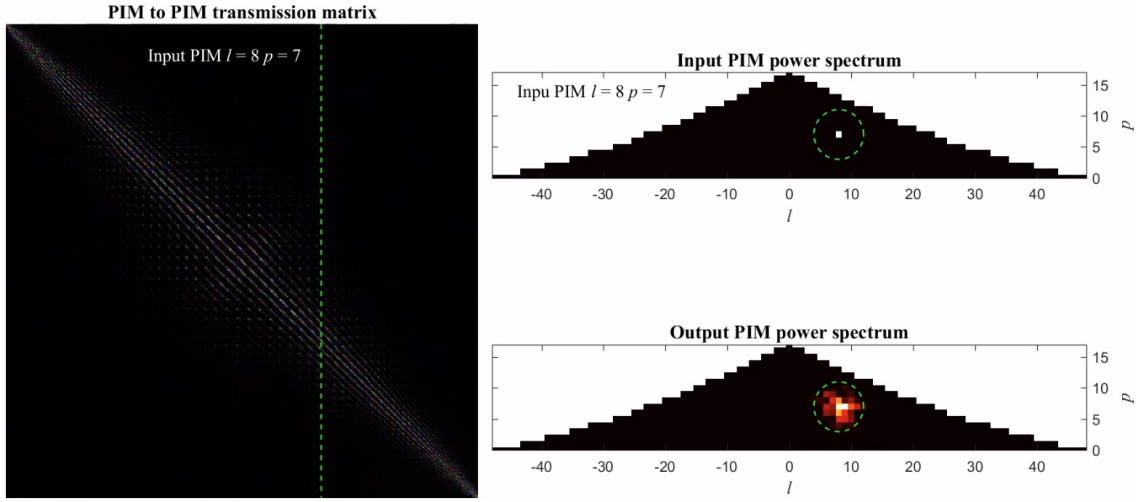 PIM to PIM transmission matrix
Input PIM l = 8 p = 7
Input PIM power spectrum
Inpu PIM l = 8 p = 7
15
10
5
0
p
-40 -30 -20 -10 0 10 20 30 40
l
Output PIM power spectrum
15
10
5
0
p
-40 -30 -20 -10 0 10 20 30 40
l